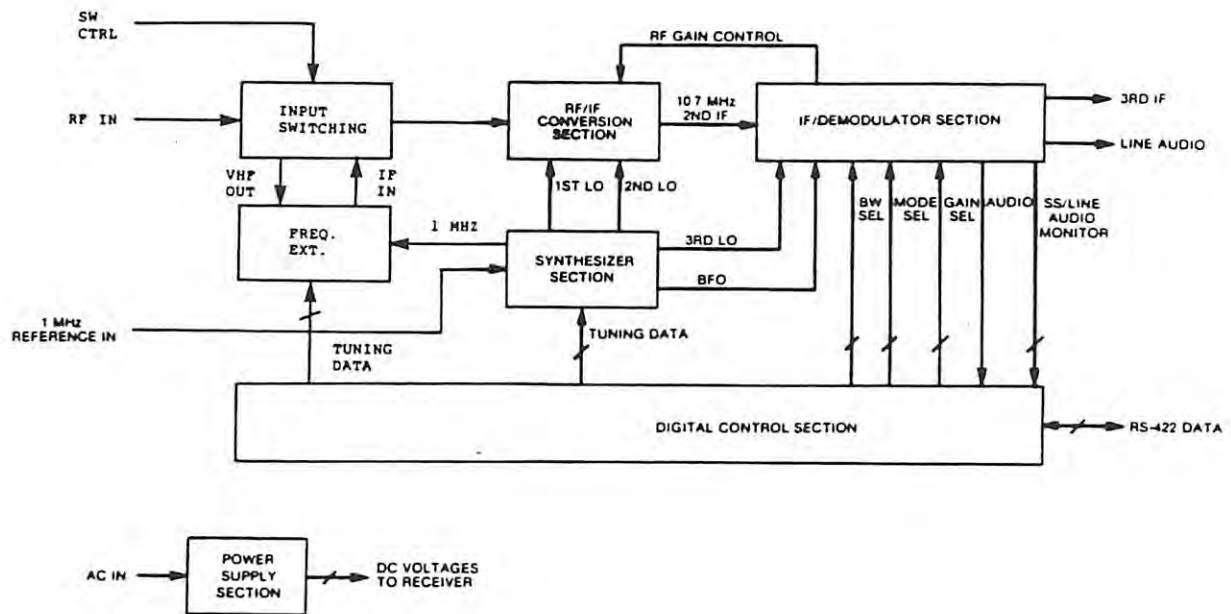 SW
CTRL
RF GAIN CONTROL
RF IN
INPUT
SWITCHING
RF/IF
CONVERSION
SECTION
10 7 MHz
2ND IF
IF/DEMODULATOR SECTION
3RD IF
LINE AUDIO
VHF
OUT
IF
IN
1ST LO
2ND LO
BW
SEL
MODE
SEL
GAIN
SEL
AUDIO
SS/LINE
AUDIO
MONITOR
FREQ.
EXT.
1 MHZ
SYNTHESIZER
SECTION
3RD LO
BFO
1 MHz
REFERENCE IN
TUNING
DATA
TUNING DATA
DIGITAL CONTROL SECTION
RS-422 DATA
AC IN
POWER
SUPPLY
SECTION
DC VOLTAGES
TO RECEIVER